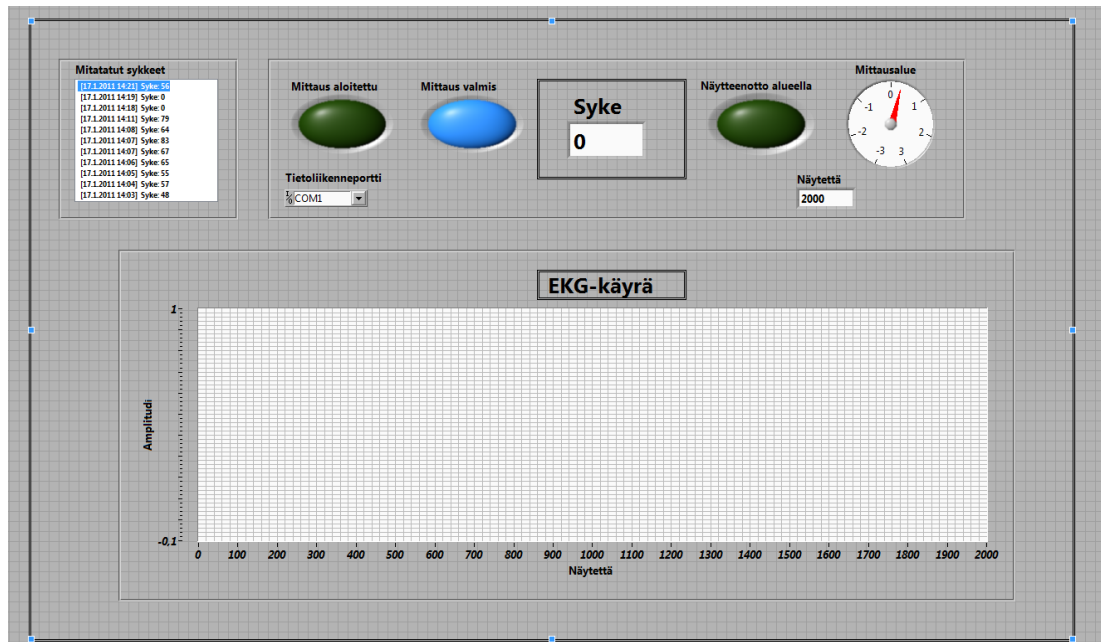 Mitatatut sykkeet
[17.1.2011 14:21] Syke: 56
[17.1.2011 14:19] Syke: 0
[17.1.2011 14:18] Syke: 0
[17.1.2011 14:11] Syke: 79
[17.1.2011 14:08] Syke: 64
[17.1.2011 14:07] Syke: 83
[17.1.2011 14:07] Syke: 67
[17.1.2011 14:06] Syke: 65
[17.1.2011 14:05] Syke: 55
[17.1.2011 14:04] Syke: 57
[17.1.2011 14:03] Syke: 48
Mittaus aloitettu
Mittaus valmis
Syke
0
Näytteenotto alueella
Mittausalue
-3 -2 -1 0 1 2 3 3
Tietoliikenneportti
I/0 COM1
Näytettä
2000
EKG-käyrä
1
Amplitudi
-0,1
0 100 200 300 400 500 600 700 800 900 1000 1100 1200 1300 1400 1500 1600 1700 1800 1900 2000
Näytettä